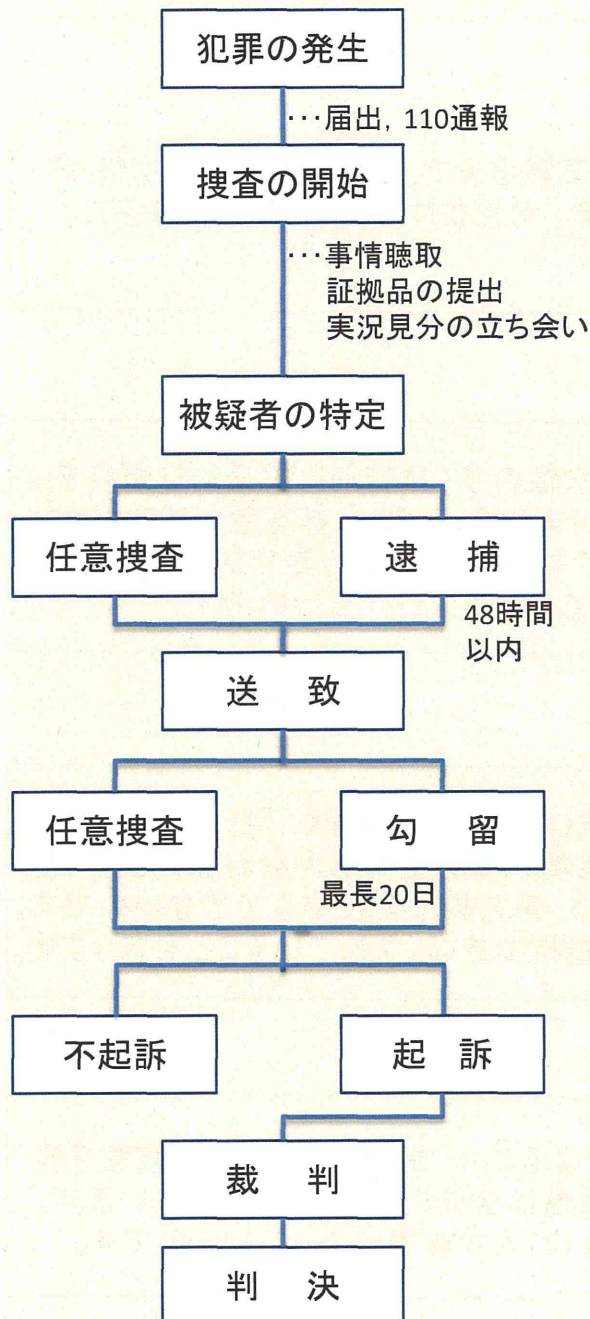 犯罪の発生
…届出，110通報
捜査の開始
…事情聴取
証拠品の提出
実況見分の立ち会い
被疑者の特定
任意捜査
逮　捕
48時間
以内
送　致
任意捜査
勾　留
最長20日
不起訴
起　訴
裁　判
判　決